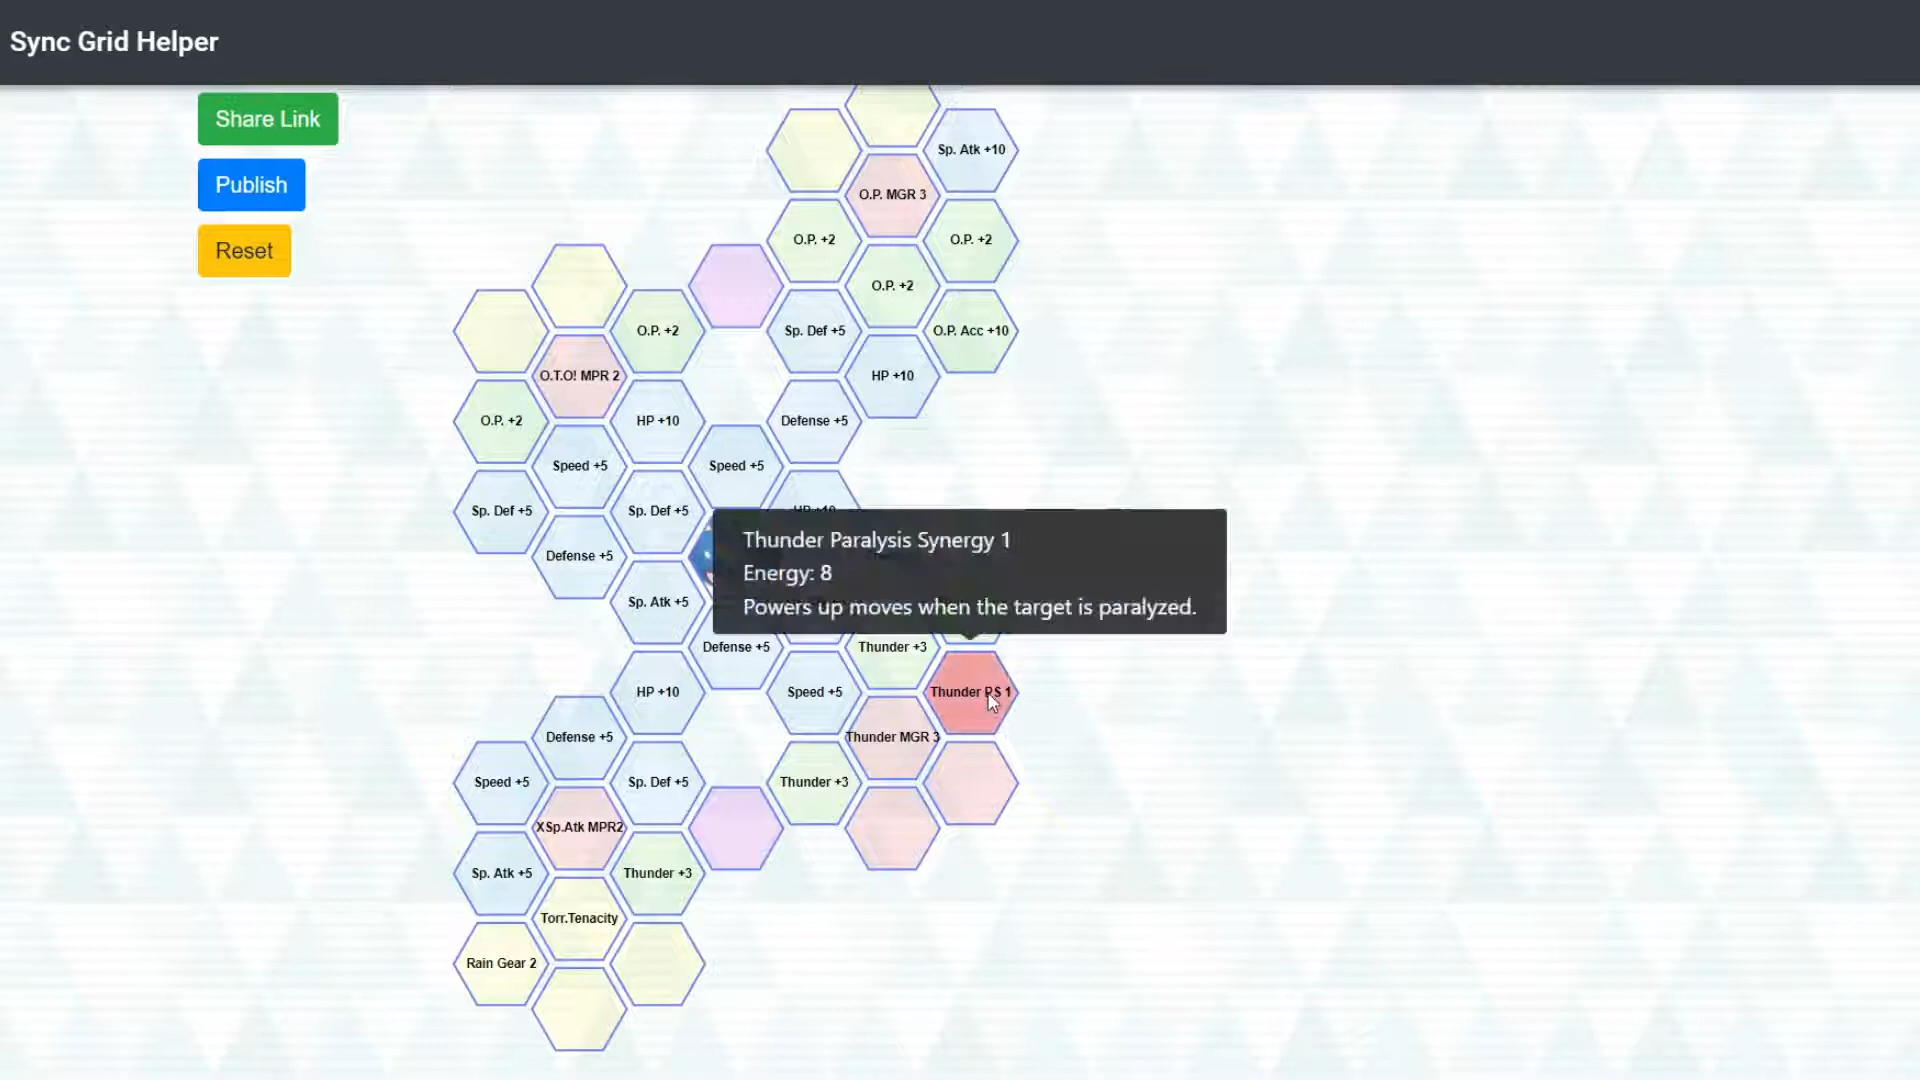 Sync Grid Helper
Share Link
Publish
Reset
Sp. Atk +10
O.P. MGR 3
O.P. +2
O.P. +2
O.P. +2
O.P. +2
Sp. Def +5
O.P. Acc +10
O.T.O! MPR 2
HP +10
O.P. +2
HP +10
Defense +5
Speed +5
Speed +5
Sp. Def +5
Sp. Def +5
HP +10
Defense +5
Thunder Paralysis Synergy 1
Energy: 8
Powers up moves when the target is paralyzed.
Sp. Atk +5
Defense +5
Thunder +3
HP +10
Speed +5
Thunder P.S 1
Defense +5
Thunder MGR 3
Speed +5
Sp. Def +5
Thunder +3
XSp.Atk MPR2
Sp. Atk +5
Thunder +3
Torr.Tenacity
Rain Gear 2